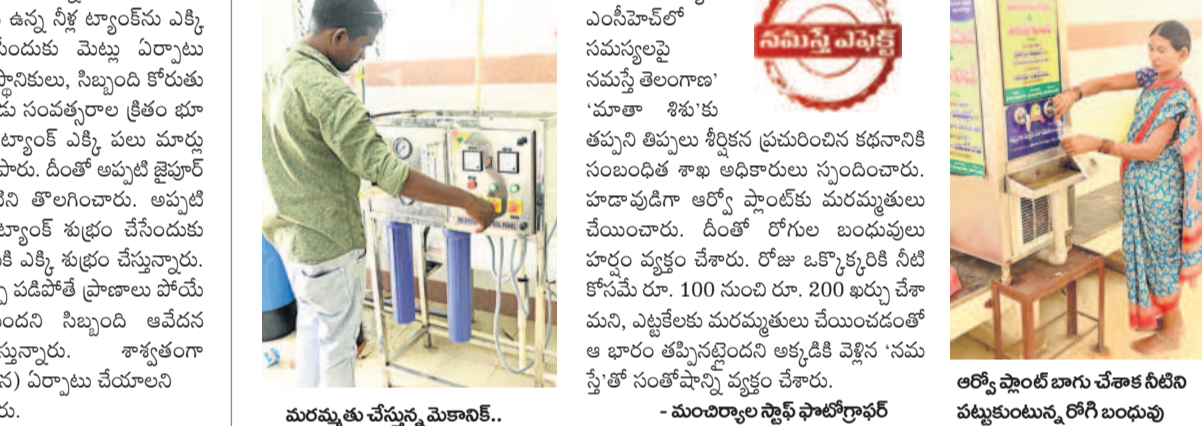 ఉన్న నీళ్ల ట్యాంక్‌ను ఎక్కి
మెట్లు ఏర్పాటు
స్థానికులు, సిబ్బంది కోరుతు
సంవత్సరాల క్రితం భూ
ట్యాంక్ ఎక్కి పలు మార్లు
దీంతో అప్పటి జైపూర్
తొలగించారు. అప్పటి
ట్యాంక్ శుభ్రం చేసేందుకు
ఎక్కి శుభ్రం చేస్తున్నారు.
పడిపోతే ప్రాణాలు పోయే
సిబ్బంది ఆవేదన
శాశ్వతంగా
ఏర్పాటు చేయాలని
మరమ్మతు చేస్తున్న మెకానిక్..
ఎంసీహెచ్‌లో
సమస్యలపై
నమస్తే తెలంగాణ’
‘మాతా శిశు’కు
తప్పని తిప్పలు శీర్షికన ప్రచురించిన కథనానికి
సంబంధిత శాఖ అధికారులు స్పందించారు.
హడావుడిగా ఆర్వో ప్లాంట్‌కు మరమ్మతులు
చేయించారు. దీంతో రోగుల బంధువులు
హర్షం వ్యక్తం చేశారు. రోజు ఒక్కొక్కరికి నీటి
కోసమే రూ. 100 నుంచి రూ. 200 ఖర్చు చేశా
మని, ఎట్టకేలకు మరమ్మతులు చేయించడంతో
ఆ భారం తప్పినట్లైందని అక్కడికి వెళ్లిన ‘నమ
స్తే’తో సంతోషాన్ని వ్యక్తం చేశారు.
- మంచిర్యాల స్టాఫ్ ఫొటోగ్రాఫర్
నమస్తే ఎఫెక్ట్
ఆర్వో ప్లాంట్ బాగు చేశాక నీటిని
పట్టుకుంటున్న రోగి బంధువు